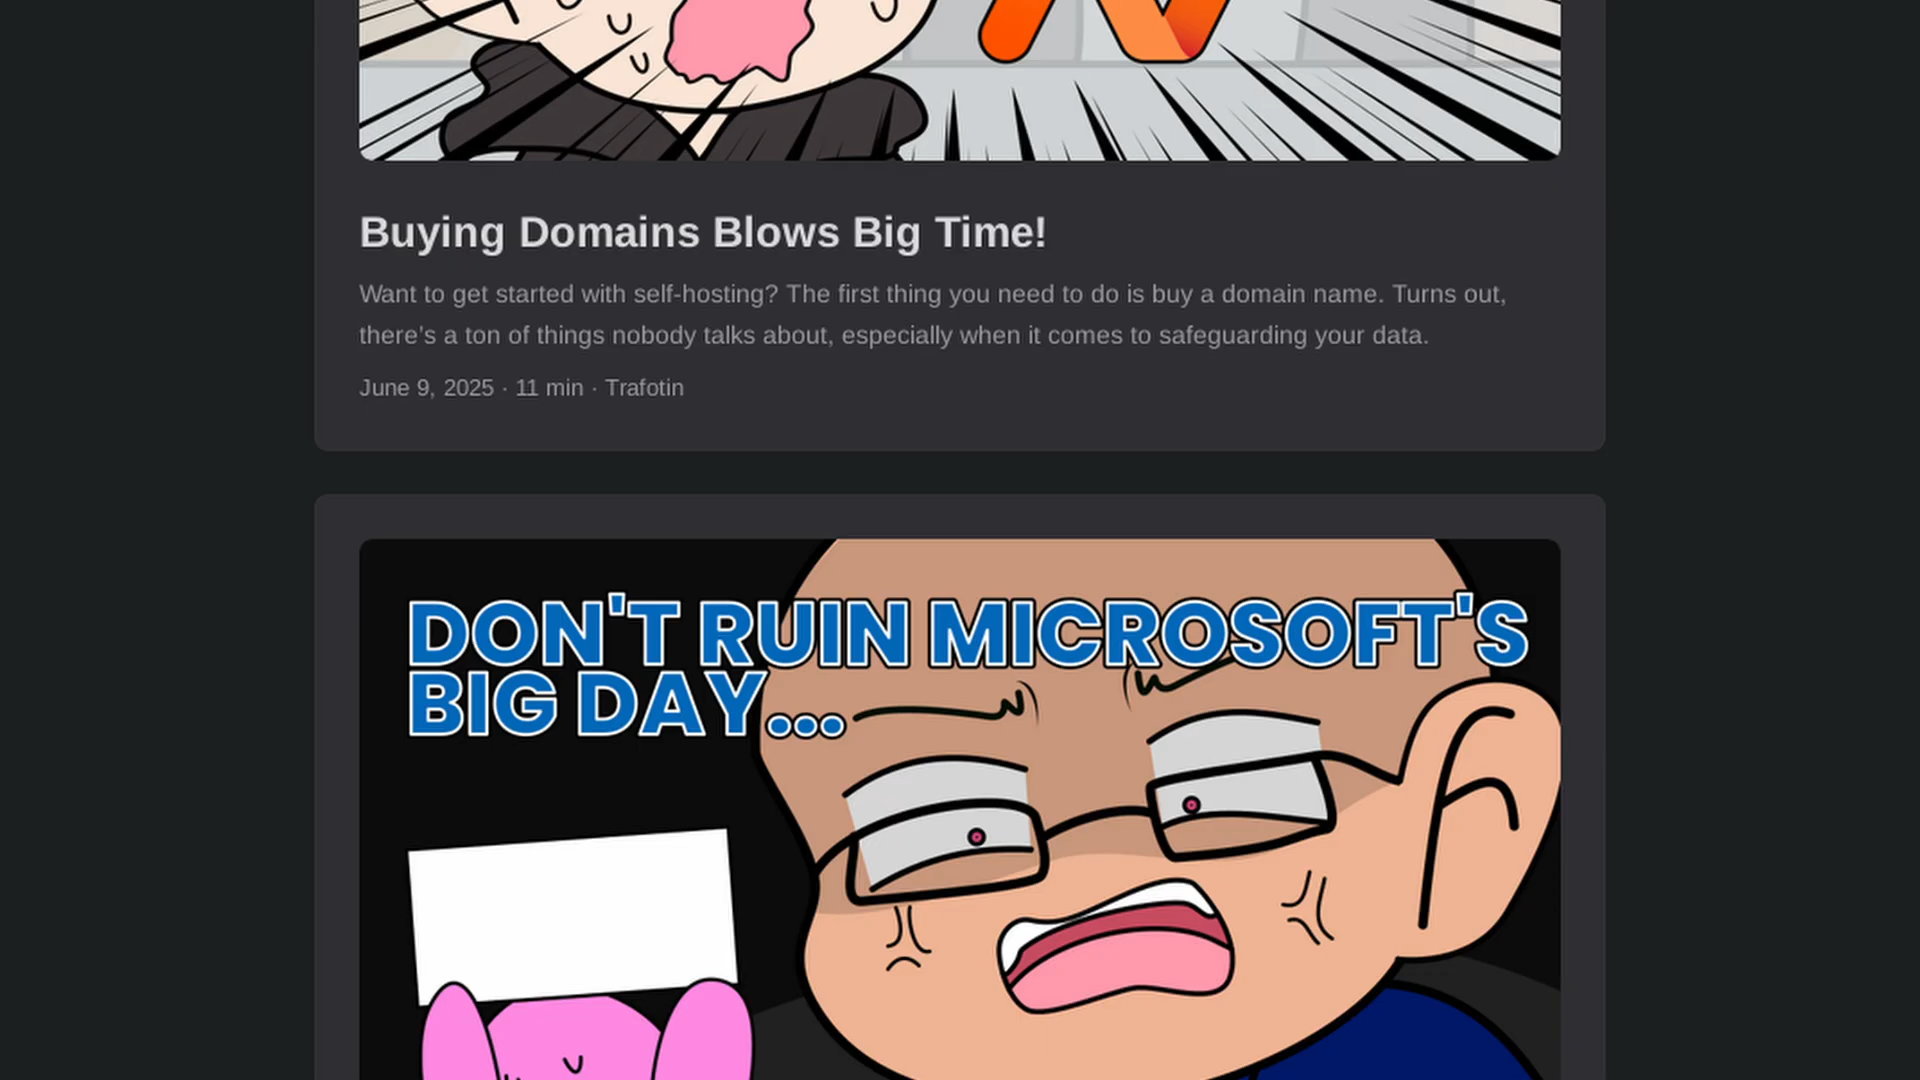 Buying Domains Blows Big Time!
Want to get started with self-hosting? The first thing you need to do is buy a domain name. Turns out,
there's a ton of things nobody talks about, especially when it comes to safeguarding your data.
June 9, 2025 · 11 min · Trafotin
DON'T RUIN MICROSOFT'S
BIG DAY...